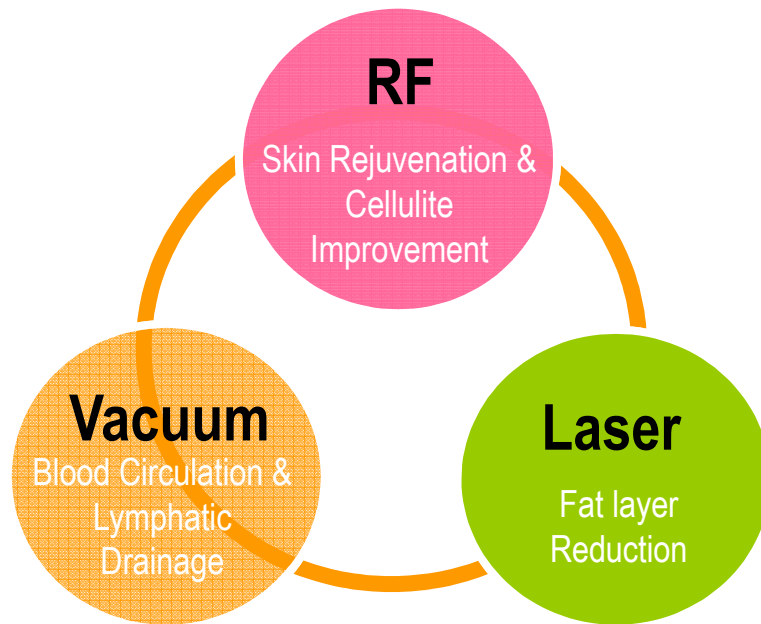 RF
Skin Rejuvenation &
Cellulite
Improvement
Vacuum
Blood Circulation &
Lymphatic
Drainage
Laser
Fat layer
Reduction